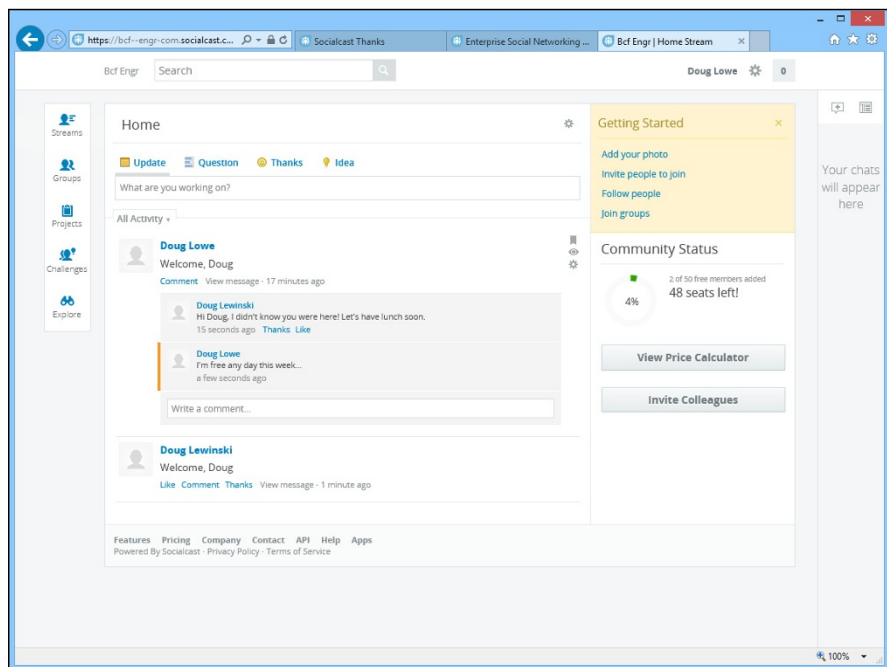 https://bcf--engr-com.socialcast.c...
Socialcast Thanks
Enterprise Social Networking ...
Bcf Engr | Home Stream
Bcf Engr
Search
Doug Lowe
0
Streams
Groups
Projects
Challenges
Explore
Home
Update Question Thanks Idea
What are you working on?
All Activity
Doug Lowe
Welcome, Doug
Comment View message · 17 minutes ago
Doug Lewinski
Hi Doug, I didn't know you were here! Let's have lunch soon.
15 seconds ago Thanks Like
Doug Lowe
I'm free any day this week...
a few seconds ago
Write a comment...
Doug Lewinski
Welcome, Doug
Like Comment Thanks View message · 1 minute ago
Getting Started
Add your photo
Invite people to join
Follow people
Join groups
Community Status
4%
2 of 50 free members added
48 seats left!
View Price Calculator
Invite Colleagues
Your chats
will appear
here
Features Pricing Company Contact API Help Apps
Powered By Socialcast · Privacy Policy · Terms of Service
100%